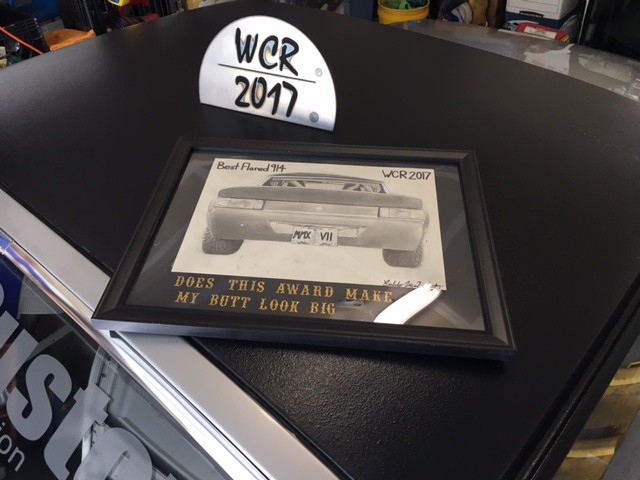 WCR
2017
Best Flared 914
WCR 2017
MMX VII
DOES THIS AWARD MAKE
MY BUTT LOOK BIG